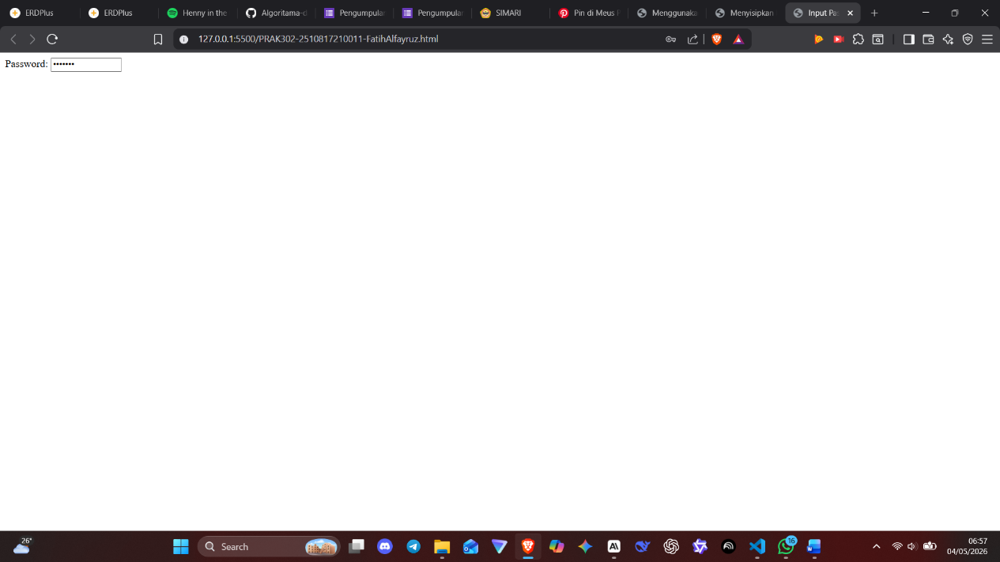 ERDPlus
ERDPlus
Henny in the
Algoritama-d
Pengumpular
Pengumpular
SIMARI
Pin di Meus P
Menggunaka
Menyisipkan
Input Pas
127.0.0.1:5500/PRAK302-2510817210011-FatihAlfayruz.html
Password: •••••••
26°
Search
16
06:57
04/05/2026